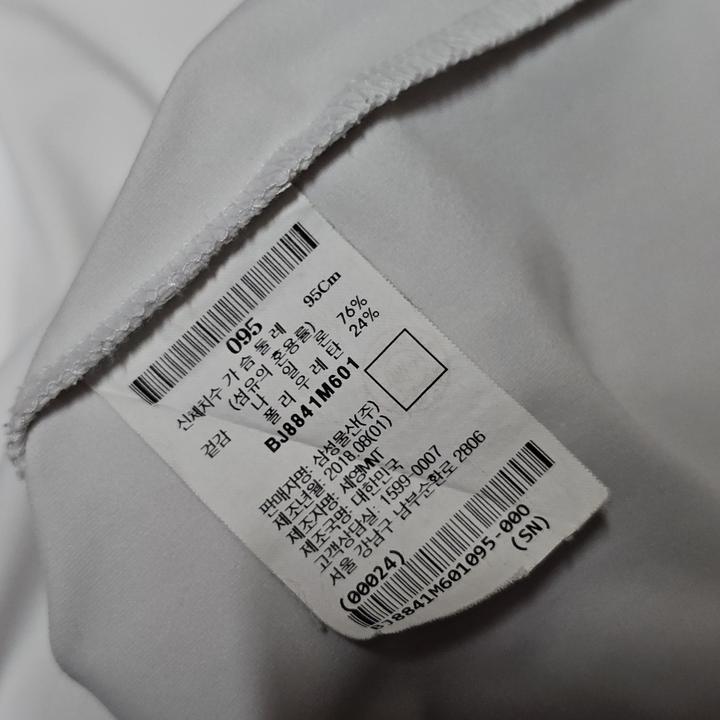 095
신체치수 가슴둘레 95Cm
(섬유의 혼용률)
겉감 나 일 론 76%
폴 리 우 레 탄 24%
BJ8841M601
판매자명: 삼성물산(주)
제조년월: 2018.08(01)
제조자명: 세영MNT
제조국명: 대한민국
고객상담실: 1599-0007
서울 강남구 남부순환로 2806
(00024)
BJ8841M601095-000
(SN)